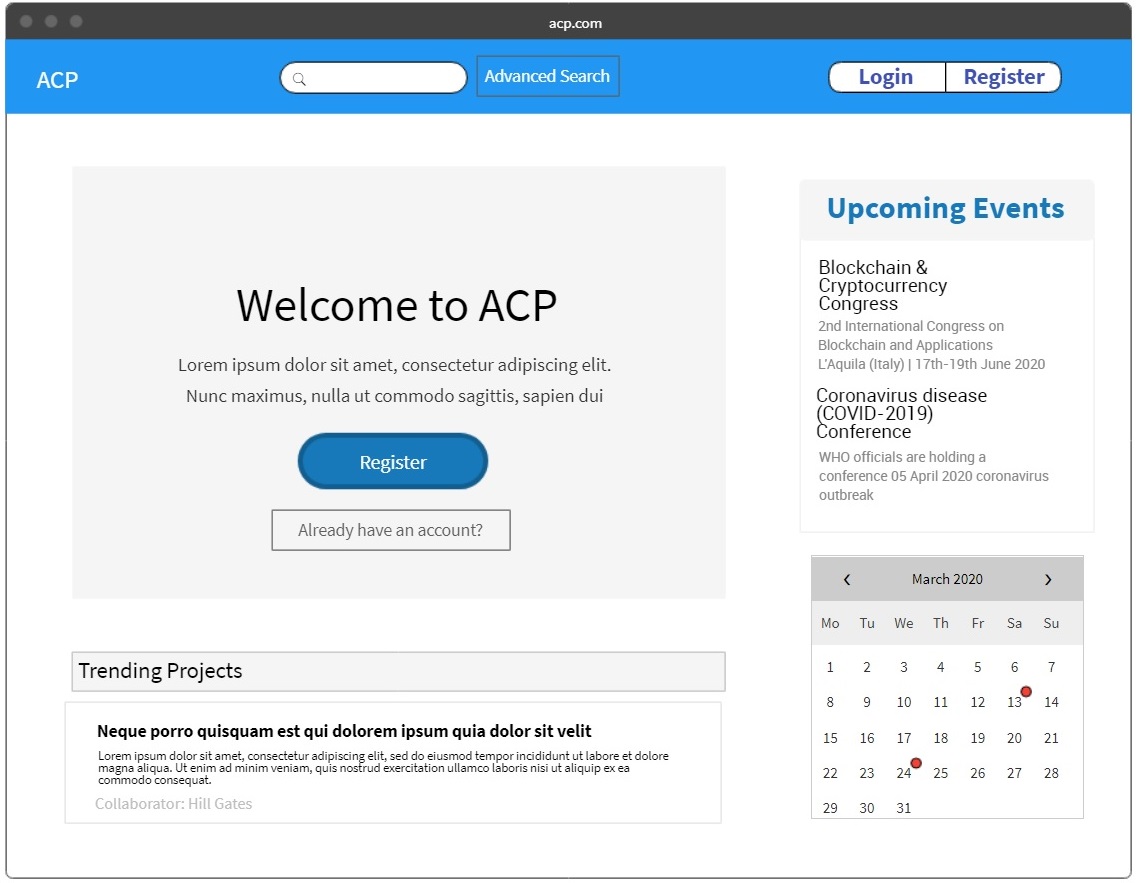 acp.com
ACP
Advanced Search
Login
Register
Welcome to ACP
Lorem ipsum dolor sit amet, consectetur adipiscing elit.
Nunc maximus, nulla ut commodo sagittis, sapien dui
Register
Already have an account?
Trending Projects
Neque porro quisquam est qui dolorem ipsum quia dolor sit velit
Lorem ipsum dolor sit amet, consectetur adipiscing elit, sed do eiusmod tempor incididunt ut labore et dolore
magna aliqua. Ut enim ad minim veniam, quis nostrud exercitation ullamco laboris nisi ut aliquip ex ea
commodo consequat.
Collaborator: Hill Gates
Upcoming Events
Blockchain &
Cryptocurrency
Congress
2nd International Congress on
Blockchain and Applications
L'Aquila (Italy) | 17th-19th June 2020
Coronavirus disease
(COVID-2019)
Conference
WHO officials are holding a
conference 05 April 2020 coronavirus
outbreak
March 2020
Mo Tu We Th Fr Sa Su
1 2 3 4 5 6 7
8 9 10 11 12 13 14
15 16 17 18 19 20 21
22 23 24 25 26 27 28
29 30 31